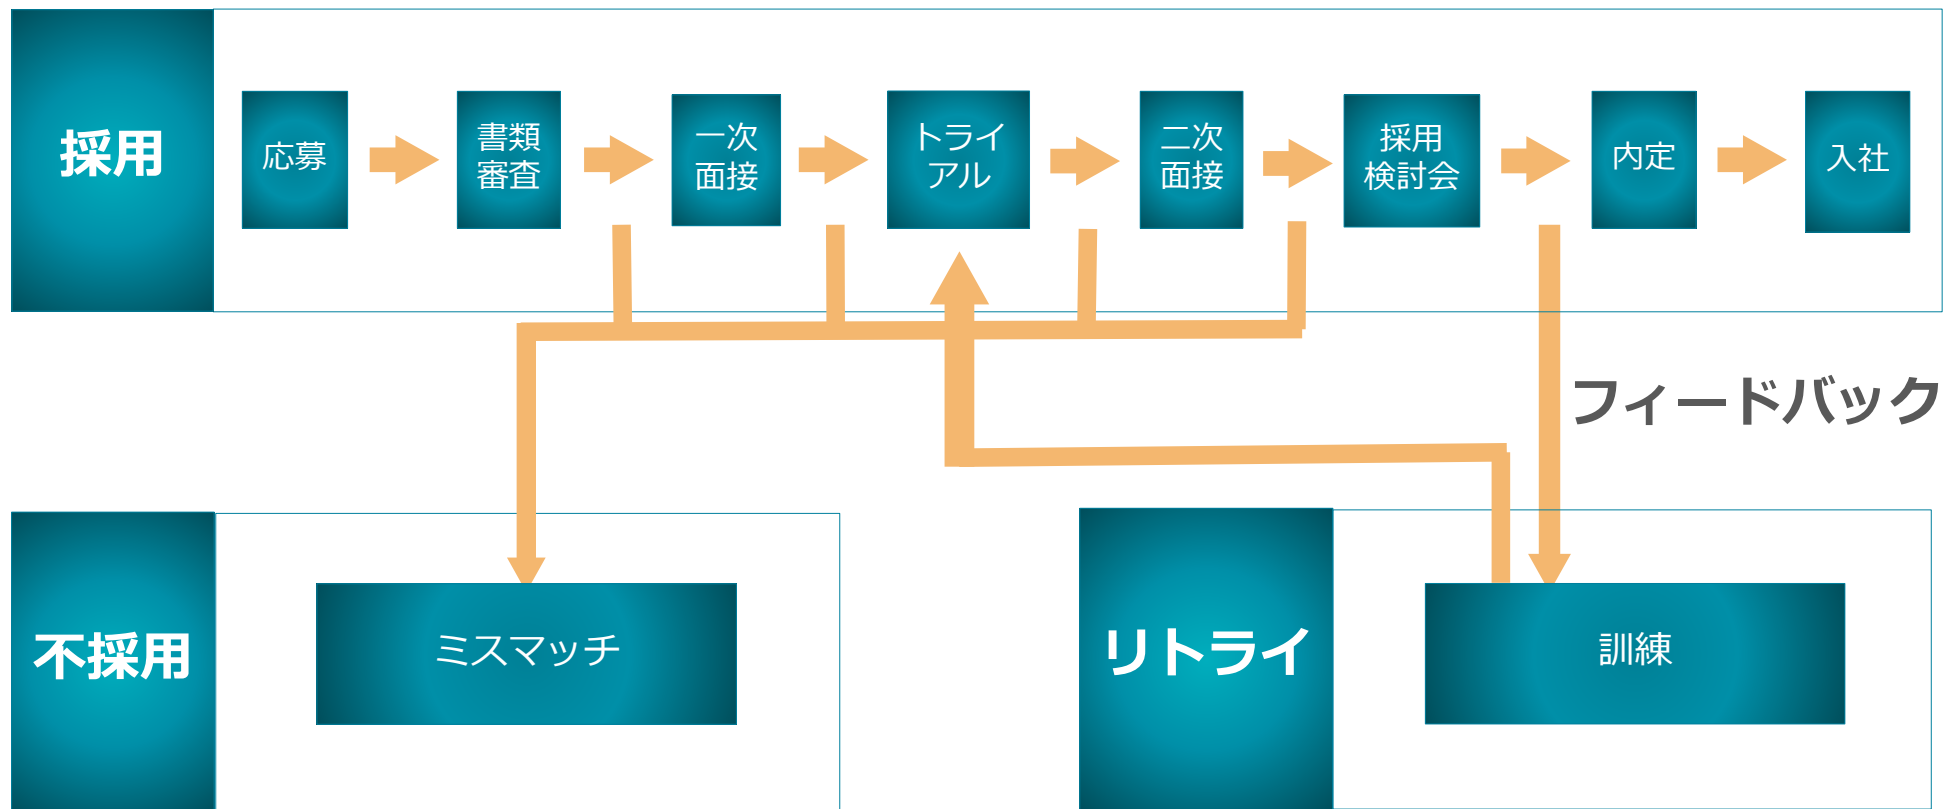 採用
応募
書類
審査
一次
面接
トライ
アル
二次
面接
採用
検討会
内定
入社
フィードバック
不採用
ミスマッチ
リトライ
訓練